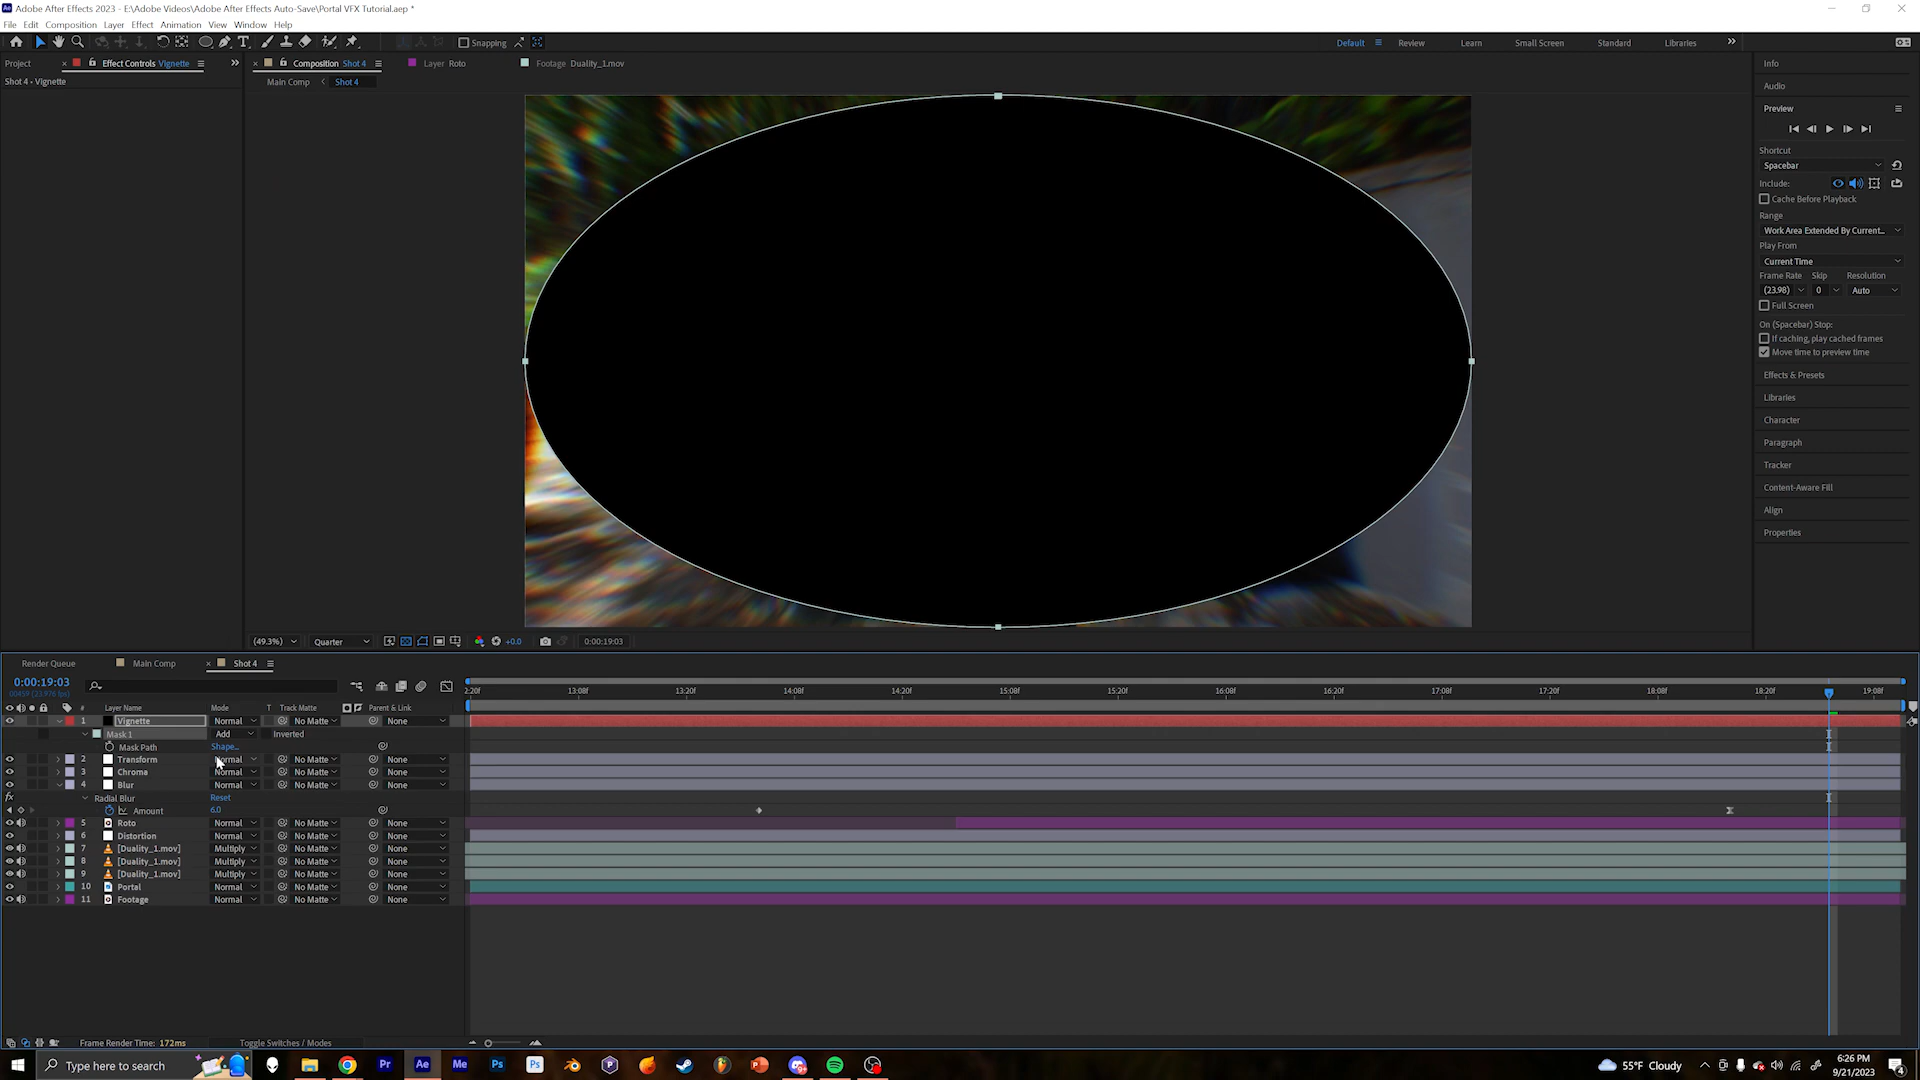 Adobe After Effects 2023 - E:\Adobe Videos\Adobe After Effects Auto-Save\Portal VFX Tutorial.aep *
File Edit Composition Layer Effect Animation View Window Help
Snapping
Default Review Learn Small Screen Standard Libraries
Project Effect Controls Vignette Composition Shot 4 Layer Roto Footage Duality_1.mov
Shot 4 • Vignette
Main Comp Shot 4
Info
Audio
Preview
Shortcut
Spacebar
Include:
Cache Before Playback
Range
Work Area Extended By Current...
Play From
Current Time
Frame Rate Skip Resolution
(23.98) 0 Auto
Full Screen
On (Spacebar) Stop:
If caching, play cached frames
Move time to preview time
Effects & Presets
Libraries
Character
Paragraph
Tracker
Content-Aware Fill
Align
Properties
(49.3%) Quarter +0.0 0:00:19:03
Render Queue Main Comp Shot 4
0:00:19:03
00459 (23.976 fps)
2:20f 13:08f 13:20f 14:08f 14:20f 15:08f 15:20f 16:08f 16:20f 17:08f 17:20f 18:08f 18:20f 19:08f
# Layer Name Mode T Track Matte Parent & Link
1 Vignette Normal No Matte None
Mask 1 Add Inverted
Mask Path Shape...
2 Transform Normal No Matte None
3 Chroma Normal No Matte None
4 Blur Normal No Matte None
fx Radial Blur Reset
Amount 6.0
5 Roto Normal No Matte None
6 Distortion Normal No Matte None
7 [Duality_1.mov] Multiply No Matte None
8 [Duality_1.mov] Multiply No Matte None
9 [Duality_1.mov] Multiply No Matte None
10 Portal Normal No Matte None
11 Footage Normal No Matte None
Frame Render Time: 172ms Toggle Switches / Modes
Type here to search Pr Ae Me Ps Ps P 55°F Cloudy 6:26 PM
9/21/2023 4